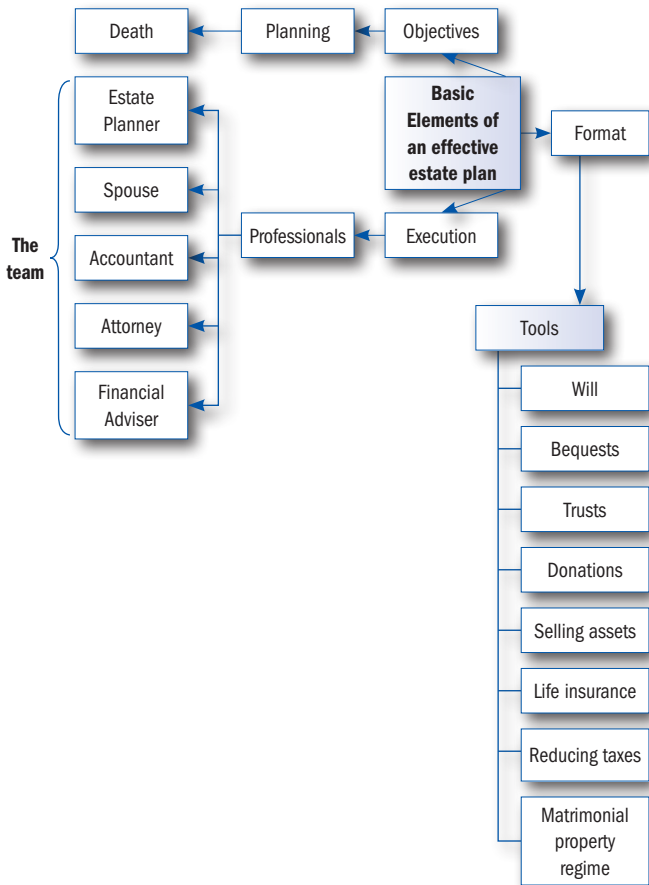 Death
Planning
Objectives
Basic
Elements of
an effective
estate plan
Format
Estate
Planner
Spouse
Professionals
Execution
The
team
Accountant
Attorney
Financial
Adviser
Tools
Will
Bequests
Trusts
Donations
Selling assets
Life insurance
Reducing taxes
Matrimonial
property
regime